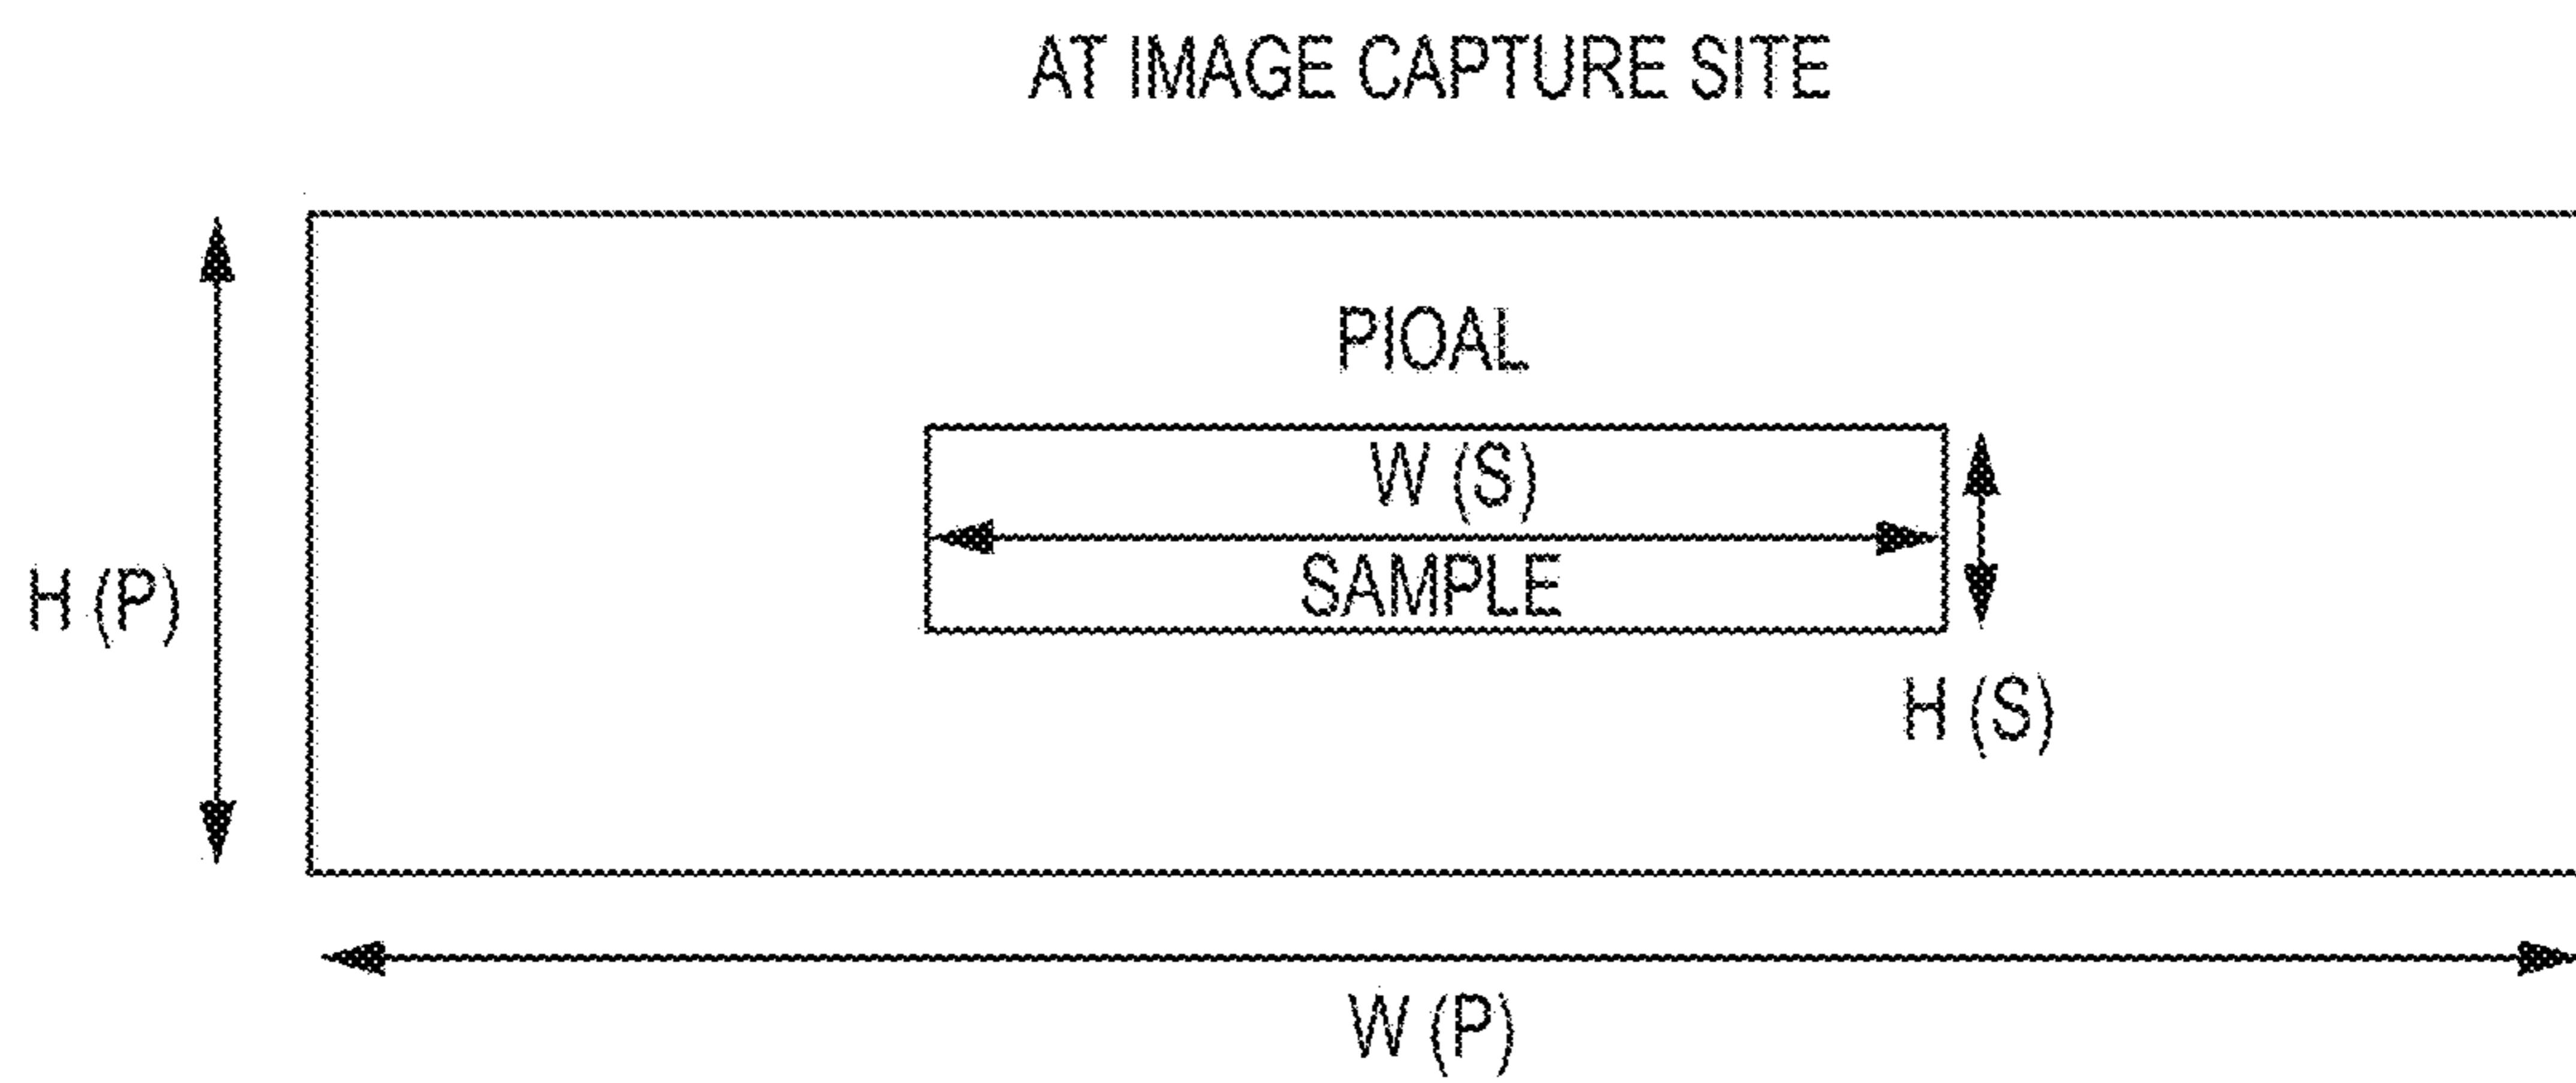 AT IMAGE CAPTURE SITE
PIOAL
W (S)
SAMPLE
H (P)
H (S)
W (P)